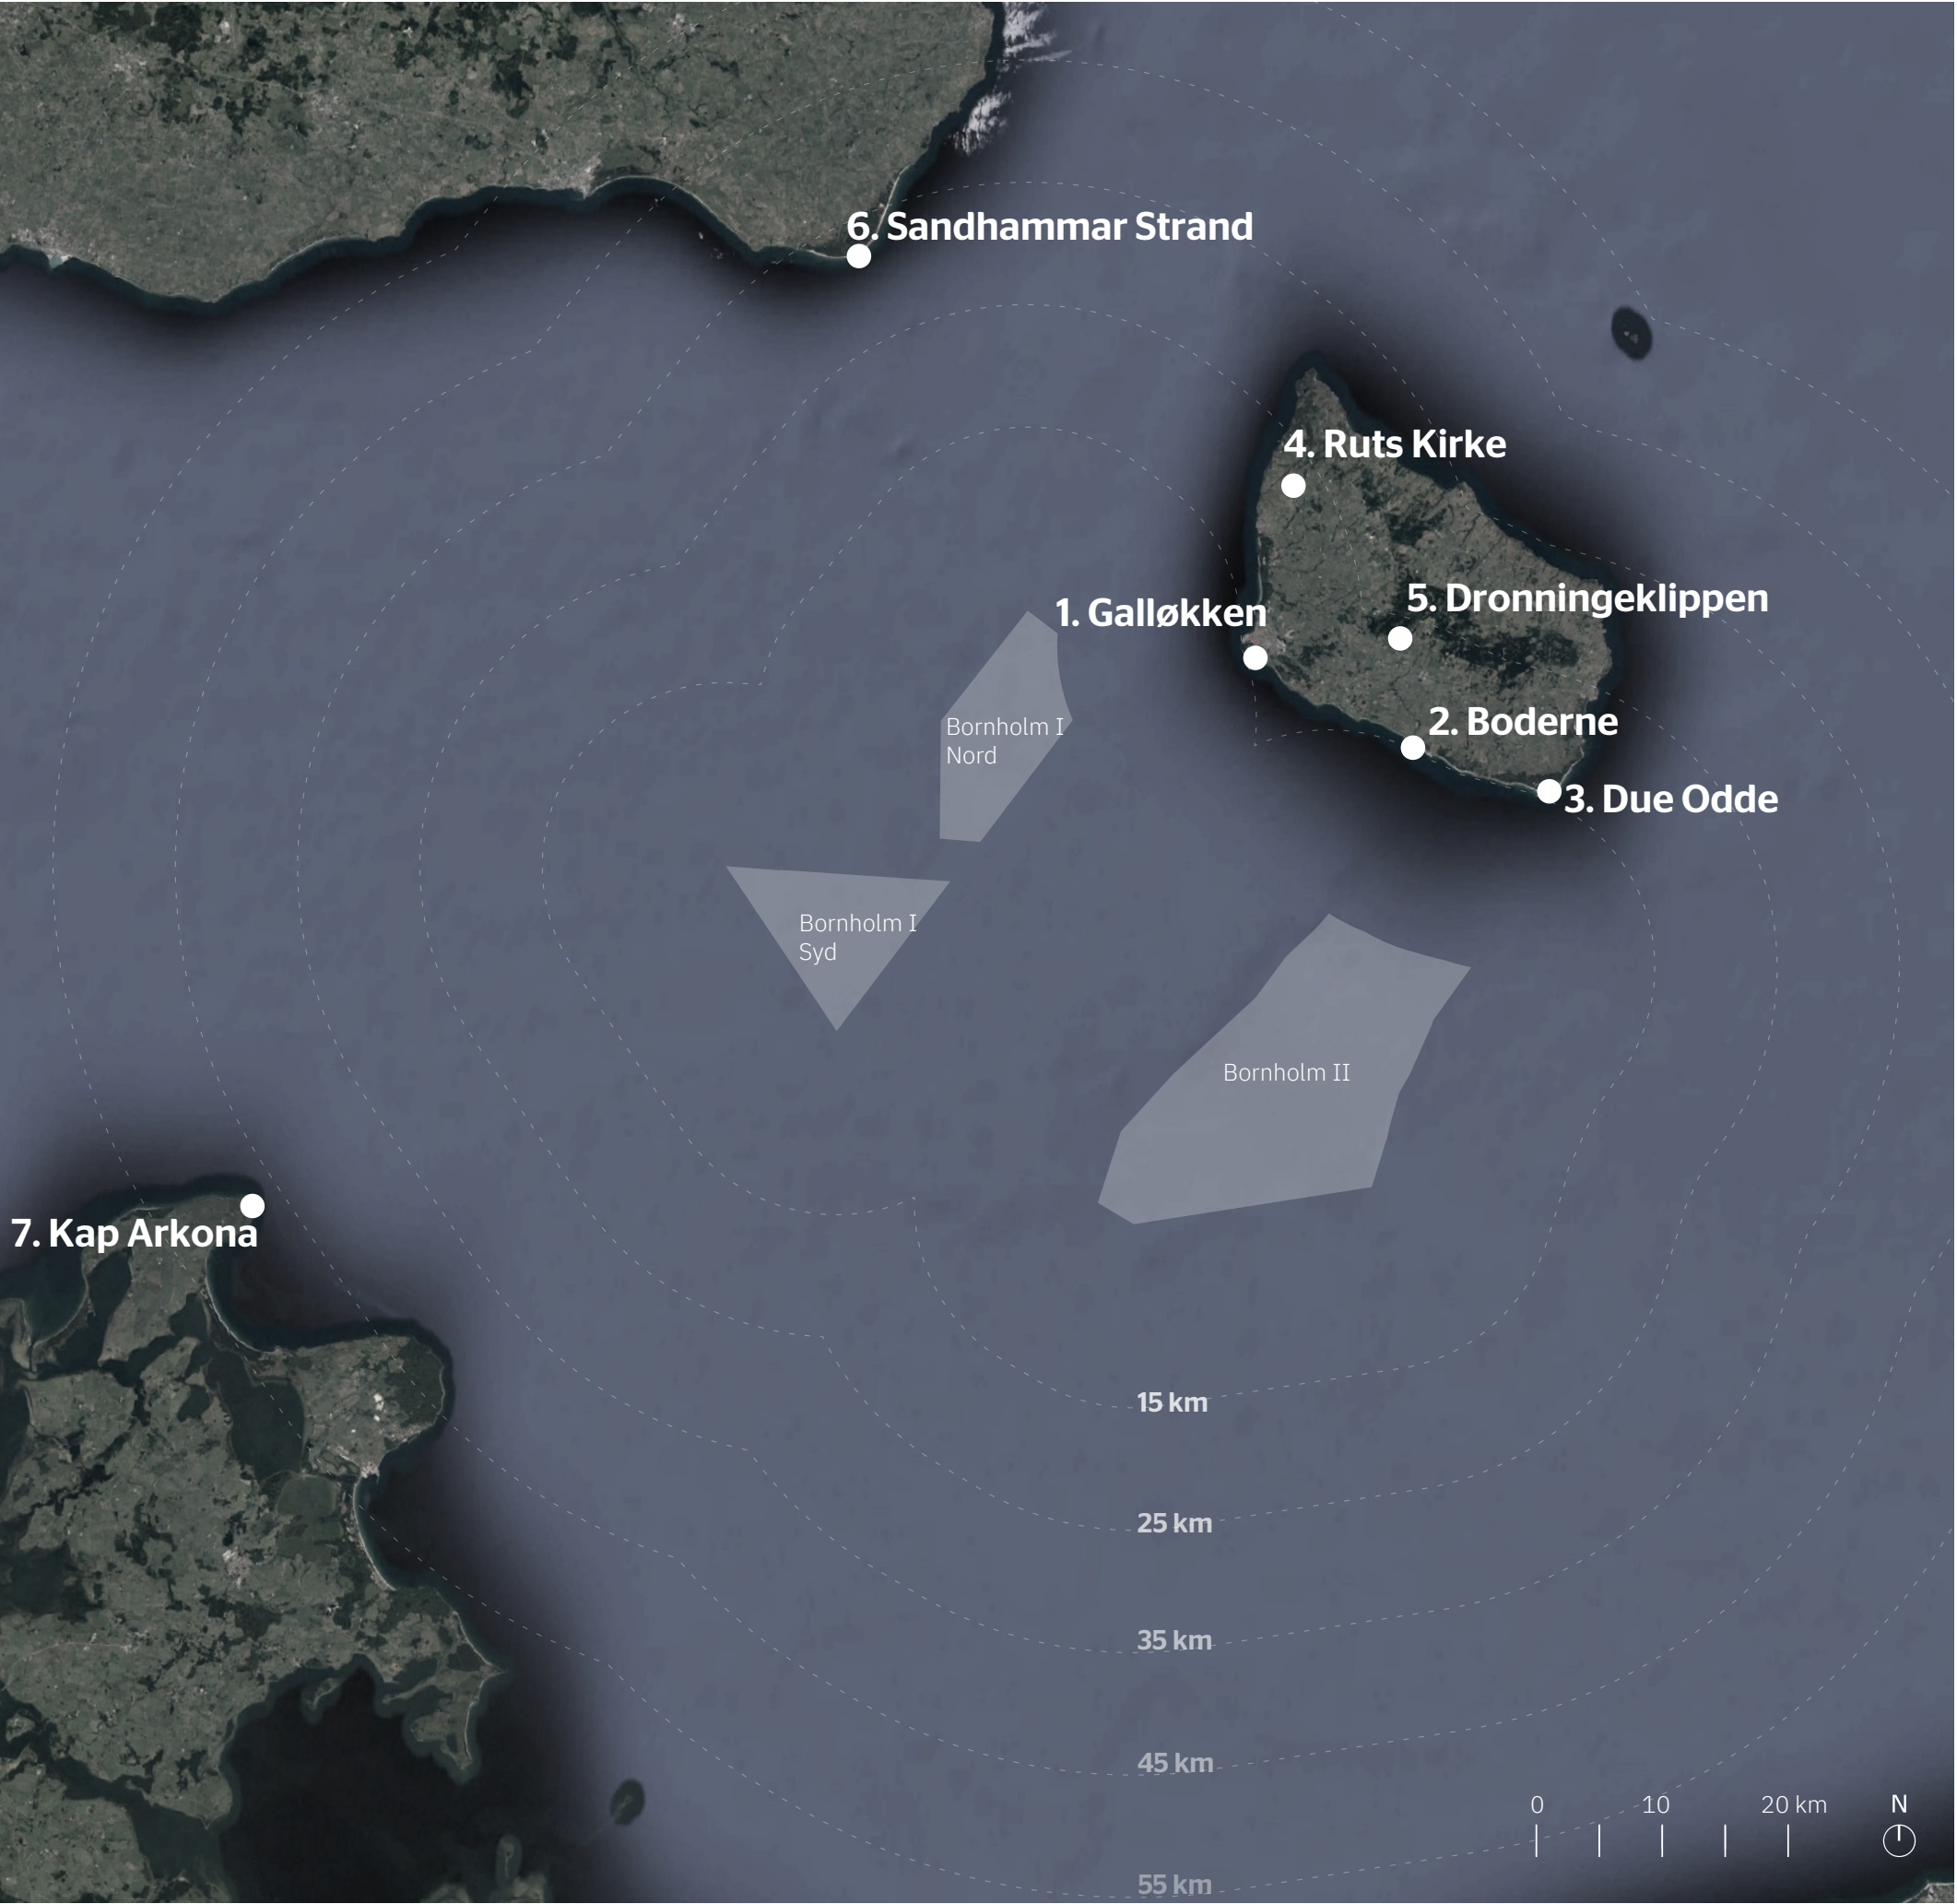 6. Sandhammar Strand
4. Ruts Kirke
5. Dronningeklippen
1. Galløkken
2. Boderne
Bornholm I
Nord
3. Due Odde
Bornholm I
Syd
Bornholm II
7. Kap Arkona
15 km
25 km
35 km
45 km
0 10 20 km N
55 km